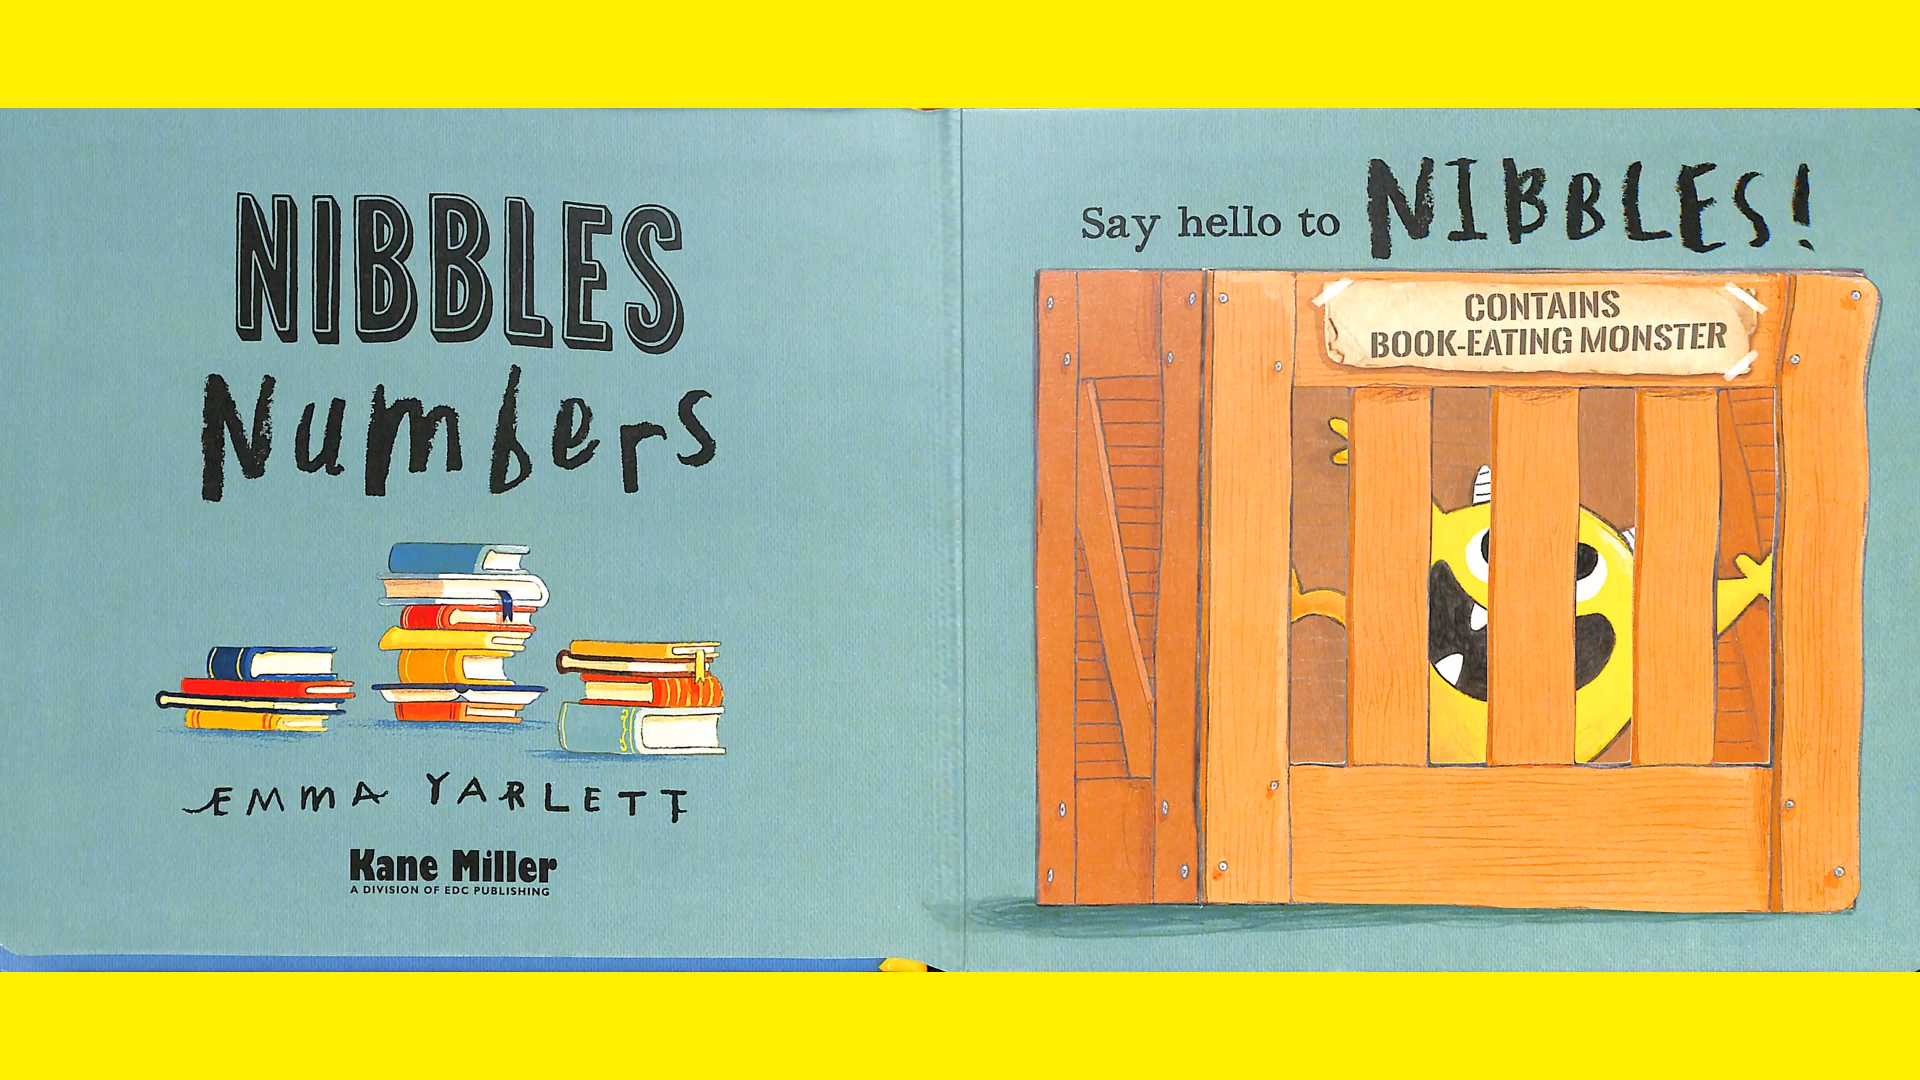 NIBBLES
Numbers
EMMA YARLETT
Kane Miller
A DIVISION OF EDC PUBLISHING
Say hello to NIBBLES!
CONTAINS
BOOK-EATING MONSTER